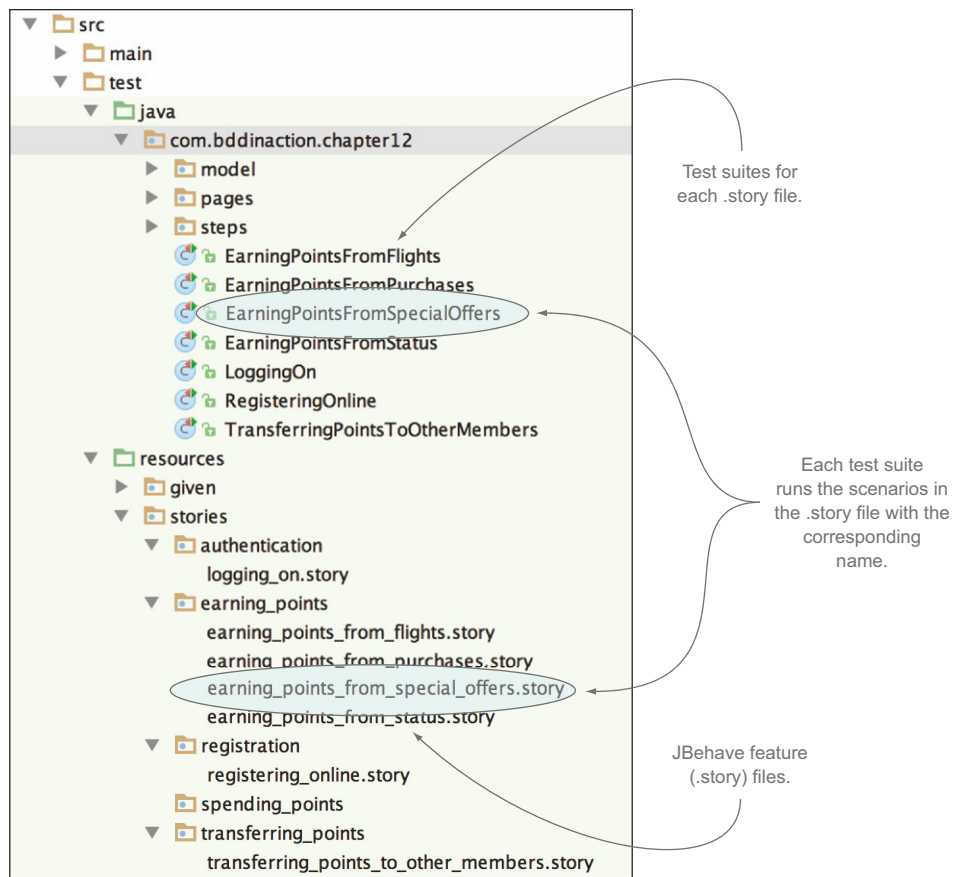 src
main
test
java
com.bddinaction.chapter12
model
pages
steps
EarningPointsFromFlights
EarningPointsFromPurchases
EarningPointsFromSpecialOffers
EarningPointsFromStatus
LoggingOn
RegisteringOnline
TransferringPointsToOtherMembers
resources
given
stories
authentication
logging_on.story
earning_points
earning_points_from_flights.story
earning_points_from_purchases.story
earning_points_from_special_offers.story
earning_points_from_status.story
registration
registering_online.story
spending_points
transferring_points
transferring_points_to_other_members.story
Test suites for
each .story file.
Each test suite
runs the scenarios in
the .story file with the
corresponding
name.
JBehave feature
(.story) files.